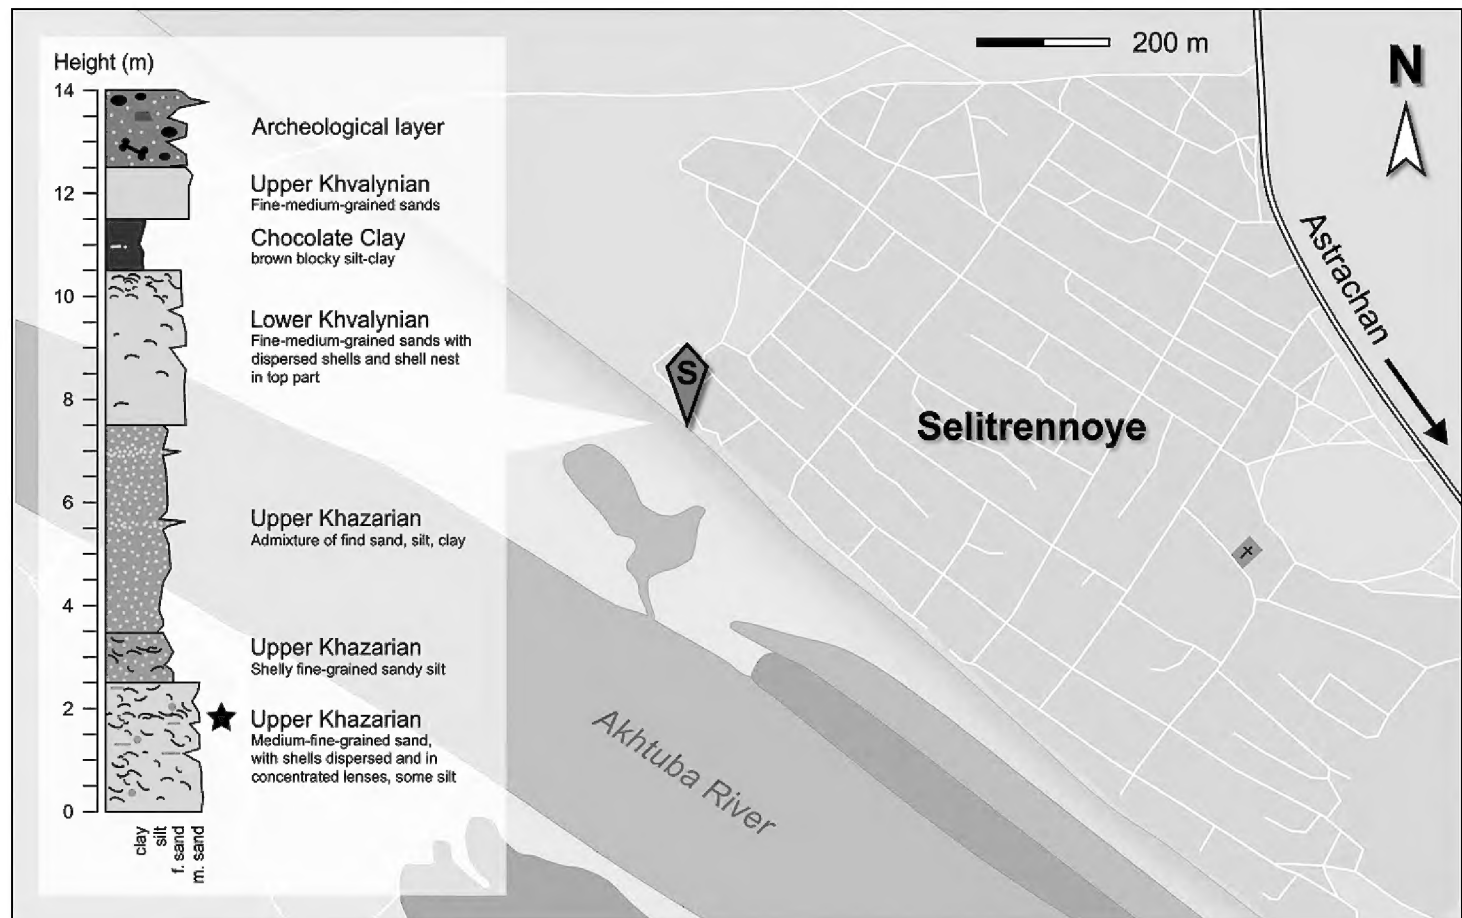 Height (m)
14
12
10
8
6
4
2
0
clay
silt
f. sand
m. sand
Archeological layer
Upper Khvalynian
Fine-medium-grained sands
Chocolate Clay
brown blocky silt-clay
Lower Khvalynian
Fine-medium-grained sands with
dispersed shells and shell nest
in top part
Upper Khazarian
Admixture of find sand, silt, clay
Upper Khazarian
Shelly fine-grained sandy silt
Upper Khazarian
Medium-fine-grained sand,
with shells dispersed and in
concentrated lenses, some silt
200 m
N
Astrachan
S
Selitrennoye
Akhtuba River